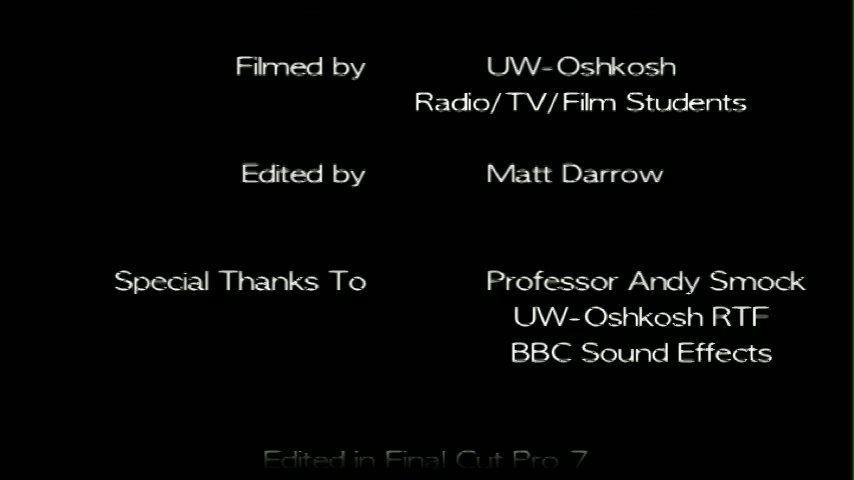 Filmed by UW-Oshkosh
Radio/TV/Film Students
Edited by Matt Darrow
Special Thanks To Professor Andy Smock
UW-Oshkosh RTF
BBC Sound Effects
Edited in Final Cut Pro 7